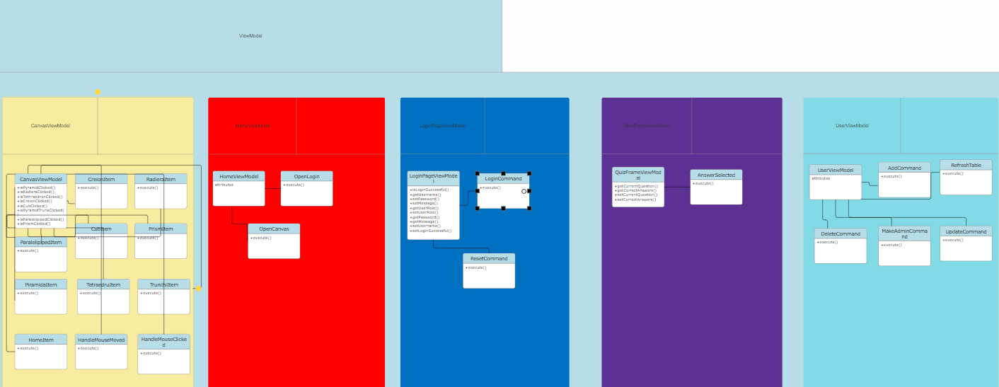 ViewModel
CanvasViewModel
HomeViewModel
LoginPageViewModel
QuizFrameViewModel
UserViewModel
CanvasViewModel
+isPyramidClicked()
+isRadieraClicked()
+isTethraedronClicked()
+isCreionClicked()
+isCubClicked()
+isPyramidTrunkClicked(
)
+isParalelipipedClicked()
+isPrismClicked()
CreionItem
+execute()
RadieraItem
+execute()
CubItem
+execute()
PrismItem
+execute()
ParalelipipedItem
+execute()
PiramidaItem
+execute()
TetraedruItem
+execute()
TrunchiItem
+execute()
HomeItem
+execute()
HandleMouseMoved
+execute()
HandleMouseClicke
d
+execute()
HomeViewModel
attributes
OpenLogin
+execute()
OpenCanvas
+execute()
LoginPageViewMode
l
+isLoginSuccessful()
+getUsername()
+setPassword()
+setMessage()
+getUserRole()
+setUserRole()
+getPassword()
+getMessage()
+setUsername()
+setLoginSuccessful()
LoginCommand
+execute()
ResetCommand
+execute()
QuizFrameViewMod
el
+getCurrentQuestion()
+getCorrectAnswers()
+setCurrentQuestion()
+setCorrectAnswers()
AnswerSelected
+execute()
UserViewModel
attributes
AddCommand
+execute()
RefreshTable
+execute()
DeleteCommand
+execute()
MakeAdminComma
nd
+execute()
UpdateCommand
+execute()